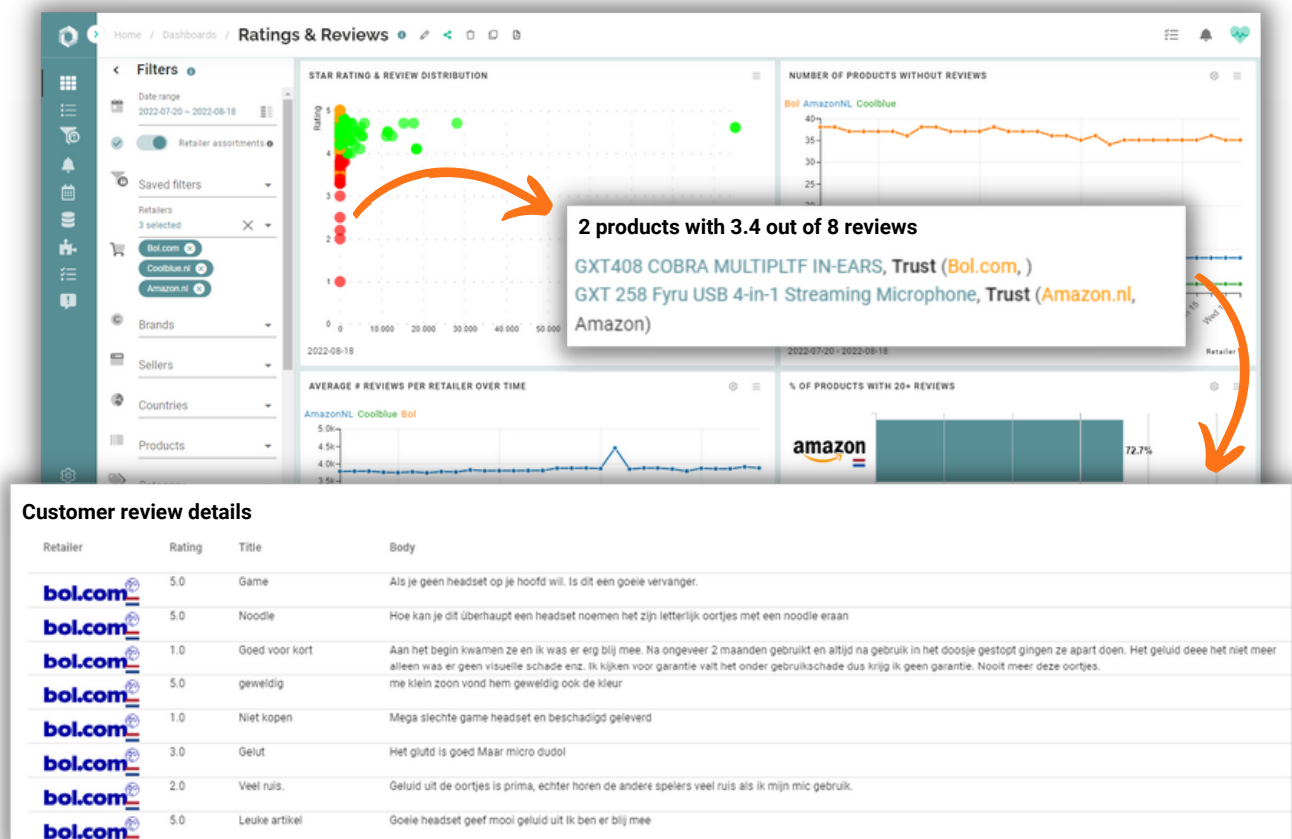 Home / Dashboards / Ratings & Reviews
Filters
Date range
2022-07-20 ~ 2022-08-18
Retailer assortments
Saved filters
Retailers
3 selected
Bol.com
Coolblue.nl
Amazon.nl
Brands
Sellers
Countries
Products
STAR RATING & REVIEW DISTRIBUTION
Rating
5
4
3
2
1
0
0 10.000 20.000 30.000 40.000 50.000
2022-08-18
NUMBER OF PRODUCTS WITHOUT REVIEWS
Bol AmazonNL Coolblue
40
35
30
25
2022-07-20 - 2022-08-18
Retailer
2 products with 3.4 out of 8 reviews
GXT408 COBRA MULTIPLTF IN-EARS, Trust (Bol.com, )
GXT 258 Fyru USB 4-in-1 Streaming Microphone, Trust (Amazon.nl,
Amazon)
AVERAGE # REVIEWS PER RETAILER OVER TIME
AmazonNL Coolblue Bol
5.0k
4.5k
4.0k
% OF PRODUCTS WITH 20+ REVIEWS
amazon
72.7%
Customer review details
Retailer Rating Title Body
bol.com 5.0 Game Als je geen headset op je hoofd wil. Is dit een goeie vervanger.
bol.com 5.0 Noodle Hoe kan je dit überhaupt een headset noemen het zijn letterlijk oortjes met een noodle eraan
bol.com 1.0 Goed voor kort Aan het begin kwamen ze en ik was er erg blij mee. Na ongeveer 2 maanden gebruikt en altijd na gebruik in het doosje gestopt gingen ze apart doen. Het geluid deee het niet meer
alleen was er geen visuelle schade enz. Ik kijken voor garantie valt het onder gebruikschade dus krijg ik geen garantie. Nooit meer deze oortjes.
bol.com 5.0 geweldig me klein zoon vond hem geweldig ook de kleur
bol.com 1.0 Niet kopen Mega slechte game headset en beschadigd geleverd
bol.com 3.0 Gelut Het glutd is goed Maar micro dudol
bol.com 2.0 Veel ruis. Geluid uit de oortjes is prima, echter horen de andere spelers veel ruis als ik mijn mic gebruik.
bol.com 5.0 Leuke artikel Goeie headset geef mooi geluid uit Ik ben er blij mee